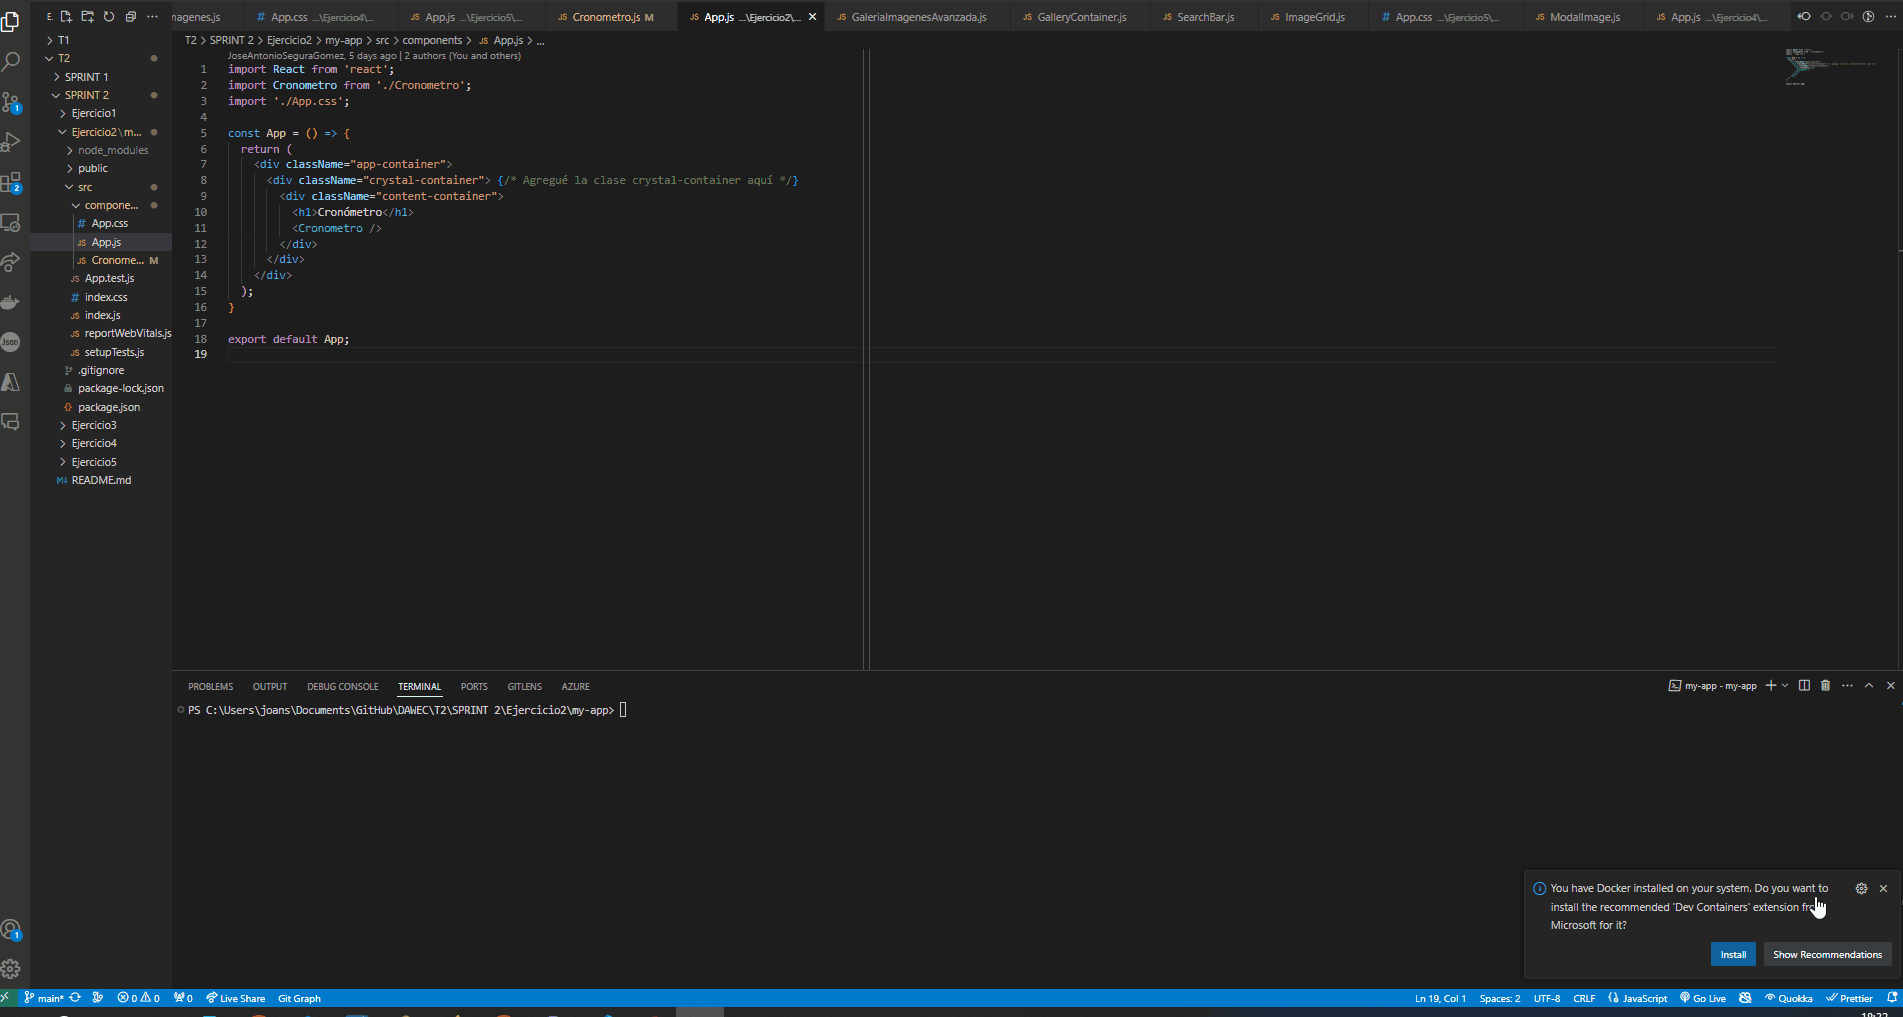 E.
magenes.js
# App.css ...\Ejercicio4\...
JS App.js ...\Ejercicio5\...
JS Cronometro.js M
JS App.js ...\Ejercicio2\...
JS GaleriaImagenesAvanzada.js
JS GalleryContainer.js
JS SearchBar.js
JS ImageGrid.js
# App.css ...\Ejercicio5\...
JS ModalImage.js
JS App.js ...\Ejercicio4\...
T1
T2
SPRINT 1
SPRINT 2
Ejercicio1
Ejercicio2\m...
node_modules
public
src
compone...
# App.css
JS App.js
JS Cronome... M
JS App.test.js
# index.css
JS index.js
JS reportWebVitals.js
JS setupTests.js
.gitignore
package-lock.json
{} package.json
Ejercicio3
Ejercicio4
Ejercicio5
M↓ README.md
1
2
1
Json
T2 > SPRINT 2 > Ejercicio2 > my-app > src > components > JS App.js > ...
JoseAntonioSeguraGomez, 5 days ago | 2 authors (You and others)
1 import React from 'react';
2 import Cronometro from './Cronometro';
3 import './App.css';
4
5 const App = () => {
6 return (
7 <div className="app-container">
8 <div className="crystal-container"> {/* Agregué la clase crystal-container aquí */}
9 <div className="content-container">
10 <h1>Cronómetro</h1>
11 <Cronometro />
12 </div>
13 </div>
14 </div>
15 );
16 }
17
18 export default App;
19
PROBLEMS OUTPUT DEBUG CONSOLE TERMINAL PORTS GITLENS AZURE
my-app - my-app
PS C:\Users\joans\Documents\GitHub\DAWEC\T2\SPRINT 2\Ejercicio2\my-app>
You have Docker installed on your system. Do you want to
install the recommended 'Dev Containers' extension fr
Microsoft for it?
Install
Show Recommendations
main* 0 0 0 Live Share Git Graph
Ln 19, Col 1 Spaces: 2 UTF-8 CRLF {} JavaScript Go Live Quokka Prettier